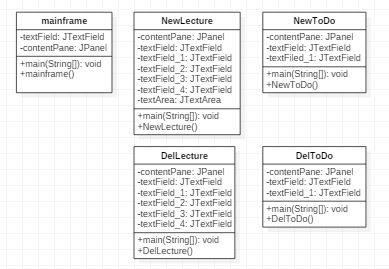 mainframe
-textField: JTextField
-contentPane: JPanel
+main(String[]): void
+mainframe()
NewLecture
-contentPane: JPanel
-textField: JTextField
-textField_1: JTextField
-textField_2: JTextField
-textField_3: JTextField
-textField_4: JTextField
-textArea: JTextArea
+main(String[]): void
+NewLecture()
NewToDo
-contentPane: JPanel
-textField: JTextField
-textFiled_1: JTextField
+main(String[]): void
+NewToDo()
DelLecture
-contentPane: JPanel
-textField: JTextField
-textField_1: JTextField
-textField_2: JTextField
-textField_3: JTextField
-textField_4: JTextField
+main(String[]): void
+DelLecture()
DelToDo
-contentPane: JPanel
-textField: JTextField
-textField_1: JTextField
+main(String[]): void
+DelToDo()